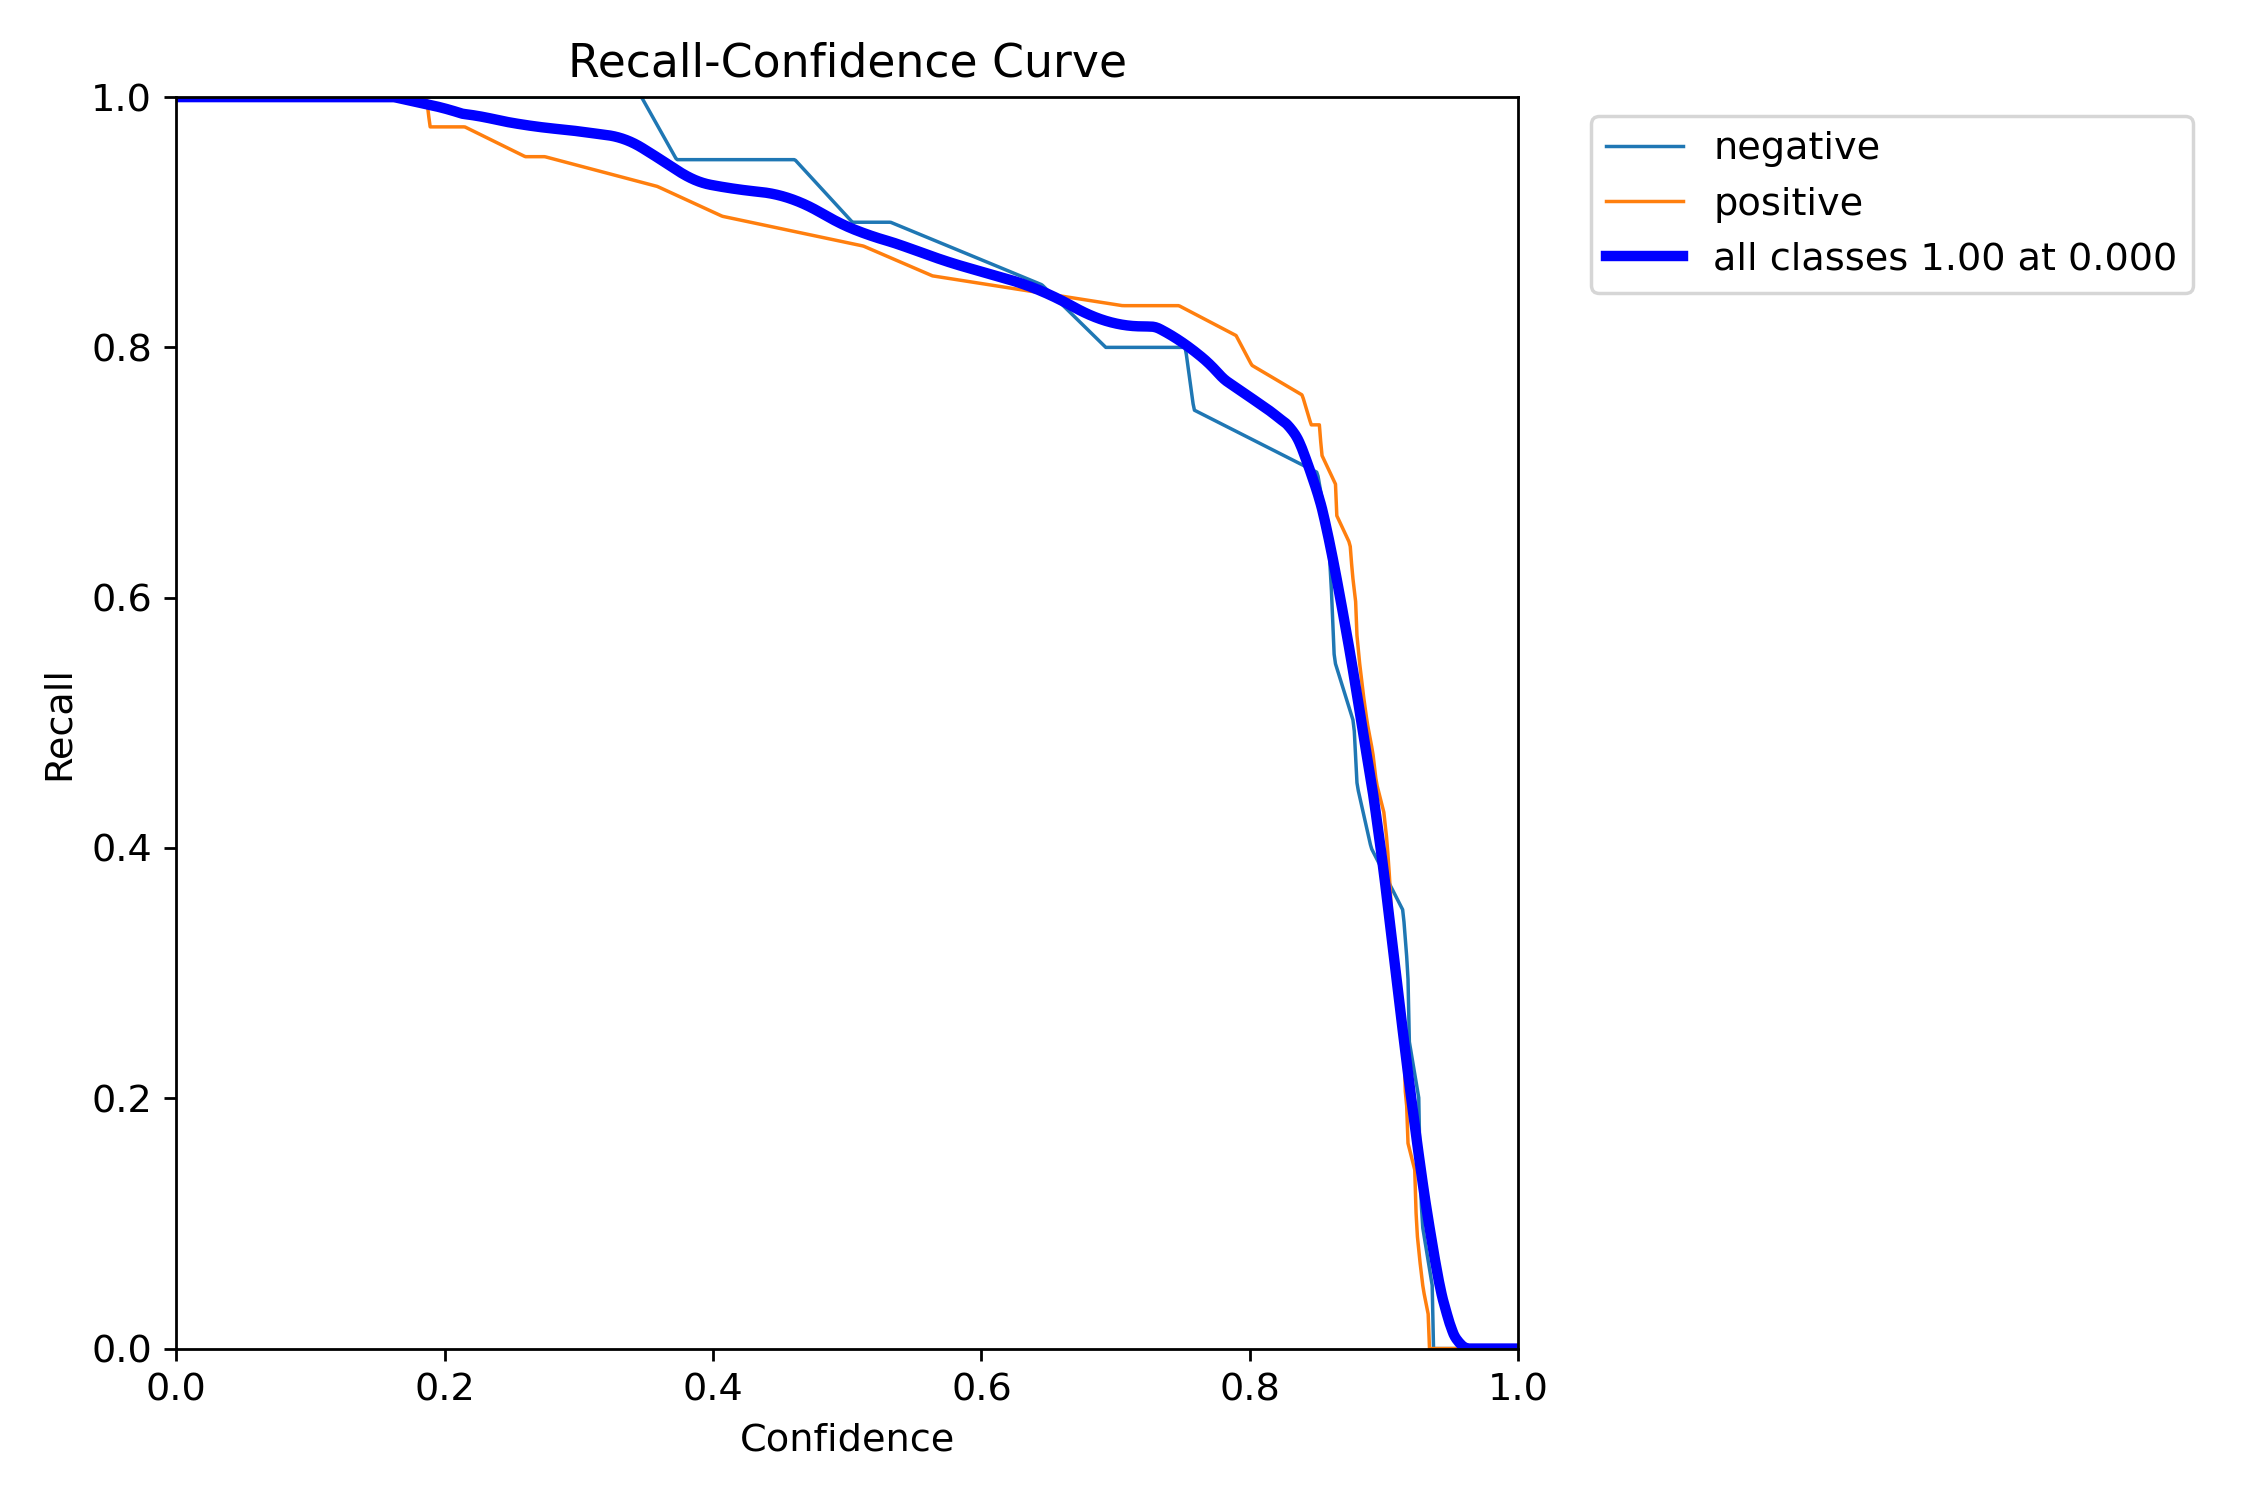 Recall-Confidence Curve
1.0
0.8
0.6
0.4
0.2
0.0
Recall
0.0 0.2 0.4 0.6 0.8 1.0
Confidence
negative
positive
all classes 1.00 at 0.000